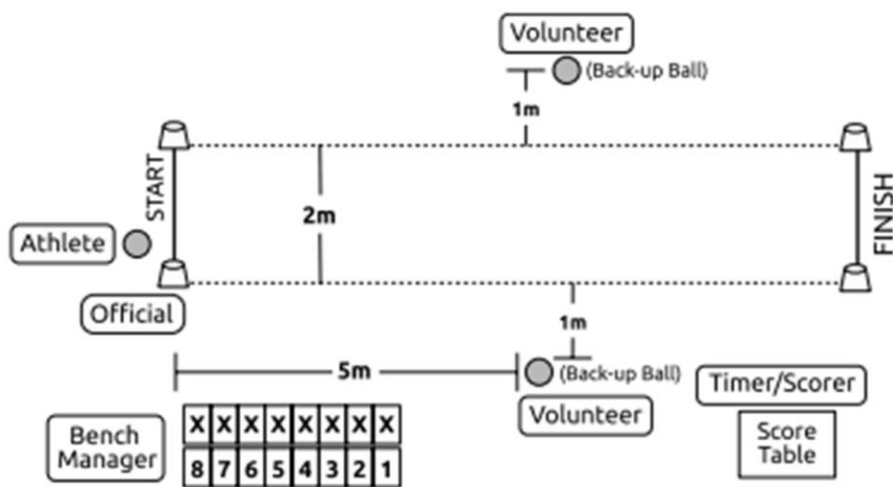 Volunteer
(Back-up Ball)
1m
START
2m
FINISH
Athlete
Official
1m
5m
(Back-up Ball)
Volunteer
Timer/Scorer
Bench
Manager
X X X X X X X X
8 7 6 5 4 3 2 1
Score
Table